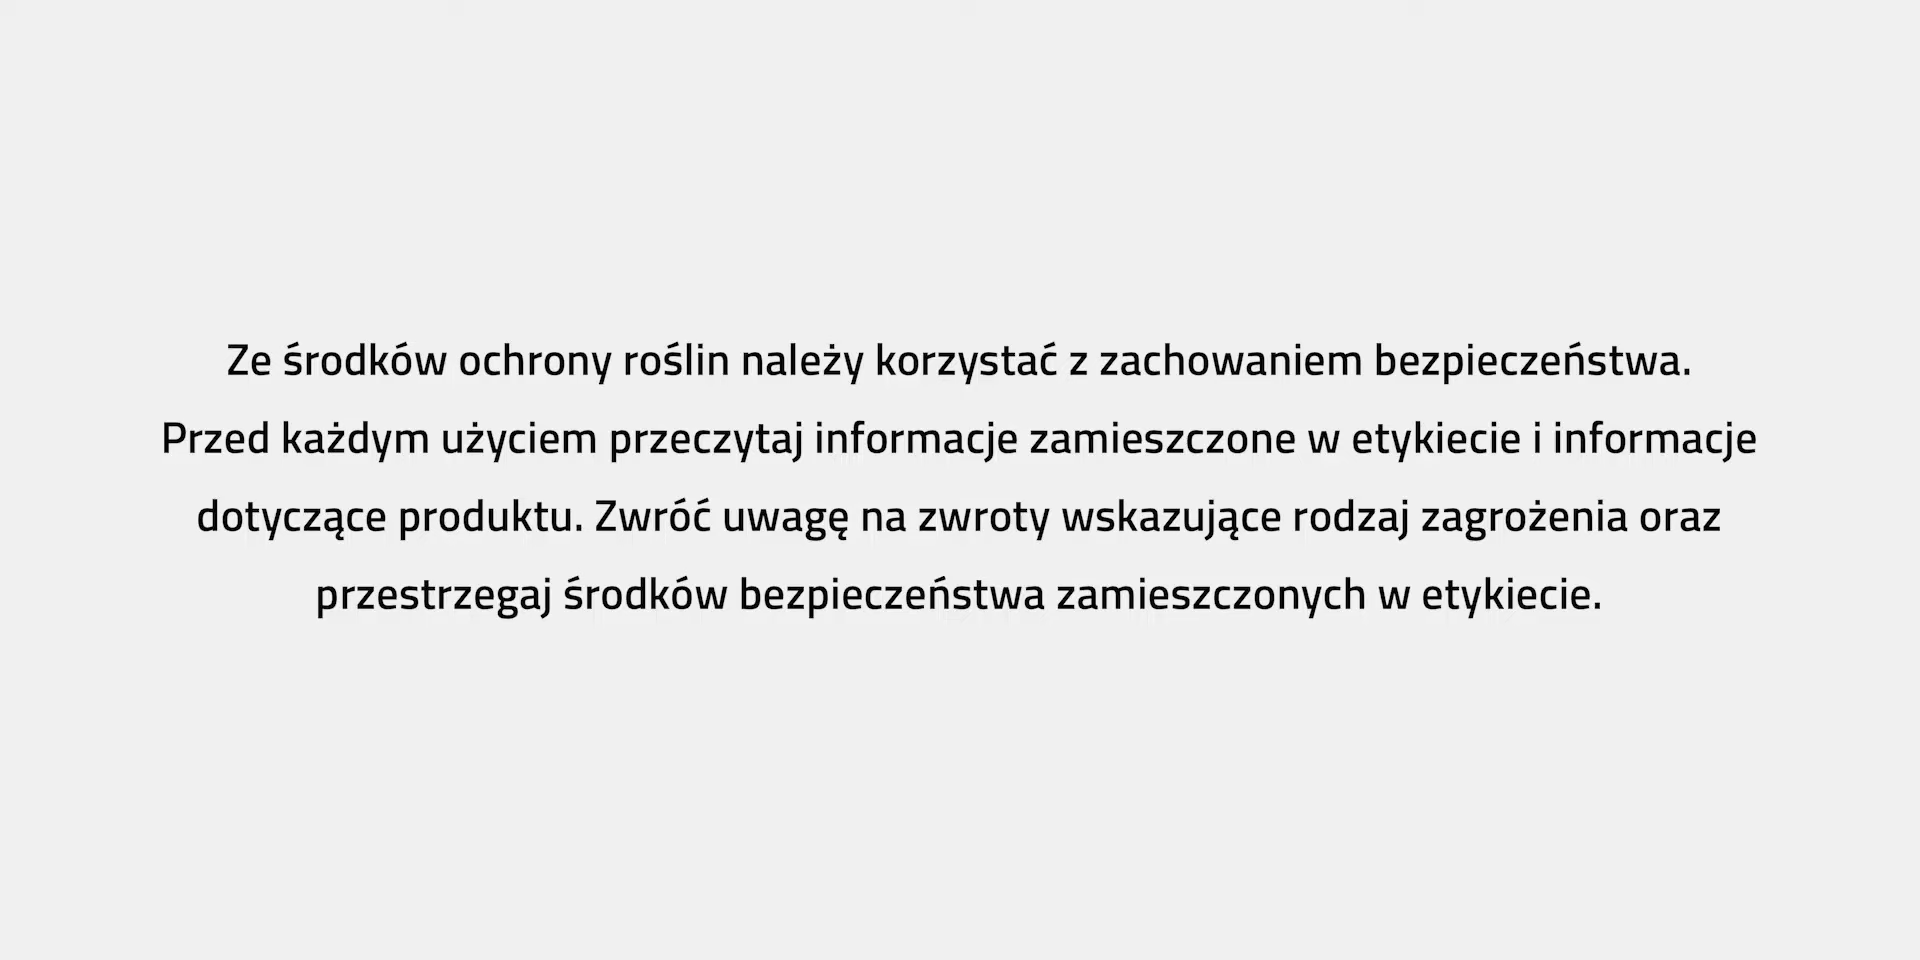 Ze środków ochrony roślin należy korzystać z zachowaniem bezpieczeństwa.
Przed każdym użyciem przeczytaj informacje zamieszczone w etykiecie i informacje
dotyczące produktu. Zwróć uwagę na zwroty wskazujące rodzaj zagrożenia oraz
przestrzegaj środków bezpieczeństwa zamieszczonych w etykiecie.